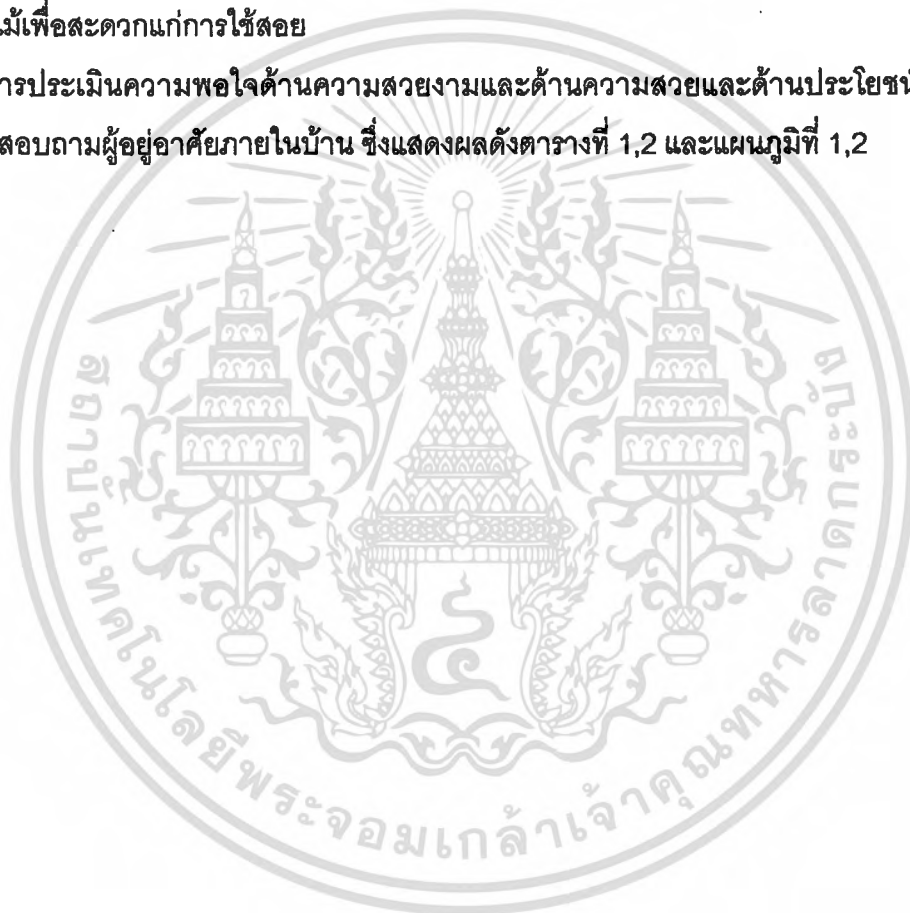 ม้เพื่อสะดวกแก่การใช้สอย
ารประเมินความพอใจด้านความสวยงามและด้านความสวยและด้านประโยชน์
สอบถามผู้อยู่อาศัยภายในบ้าน ซึ่งแสดงผลดังตารางที่ 1,2 และแผนภูมิที่ 1,2
สถาบันเทคโนโลยีพระจอมเกล้าเจ้าคุณทหารลาดกระบัง